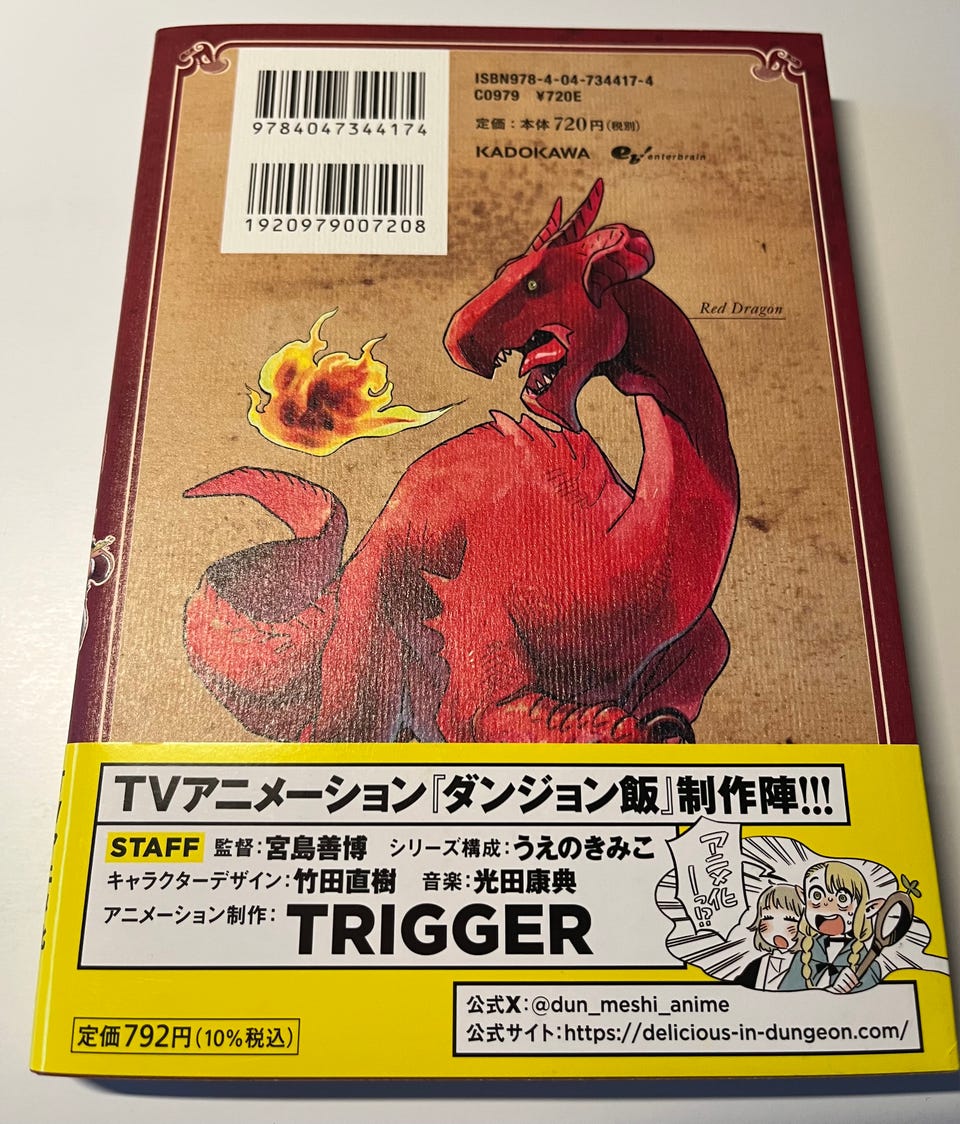 9784047344174
1920979007208
ISBN978-4-04-734417-4
C0979 ¥720E
定価：本体720円(税別)
KADOKAWA eb! enterbrain
Red Dragon
TVアニメーション『ダンジョン飯』制作陣!!!
STAFF 監督：宮島善博 シリーズ構成：うえのきみこ
キャラクターデザイン：竹田直樹 音楽：光田康典
アニメーション制作：TRIGGER
アニメ化ーっ!?
公式X：@dun_meshi_anime
公式サイト：https://delicious-in-dungeon.com/
定価792円(10%税込)